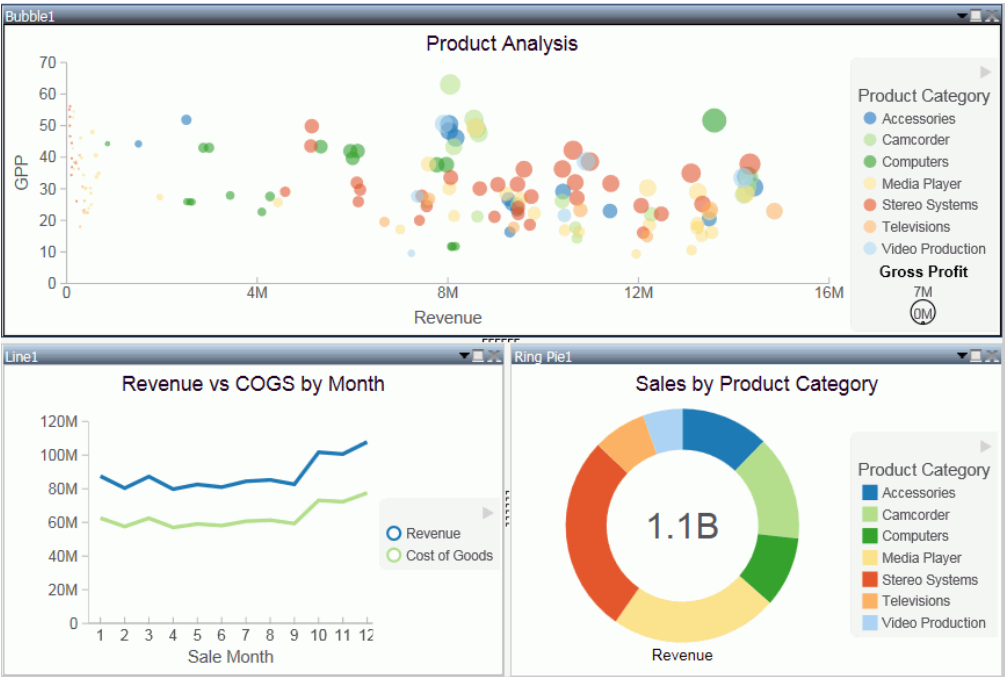 Bubble1
Product Analysis
70
60
50
40
30
20
10
0
GPP
0 4M 8M 12M 16M
Revenue
Product Category
Accessories
Camcorder
Computers
Media Player
Stereo Systems
Televisions
Video Production
Gross Profit
7M
0M
Line1
Revenue vs COGS by Month
120M
100M
80M
60M
40M
20M
0
1 2 3 4 5 6 7 8 9 10 11 12
Sale Month
Revenue
Cost of Goods
Ring Pie1
Sales by Product Category
1.1B
Revenue
Product Category
Accessories
Camcorder
Computers
Media Player
Stereo Systems
Televisions
Video Production